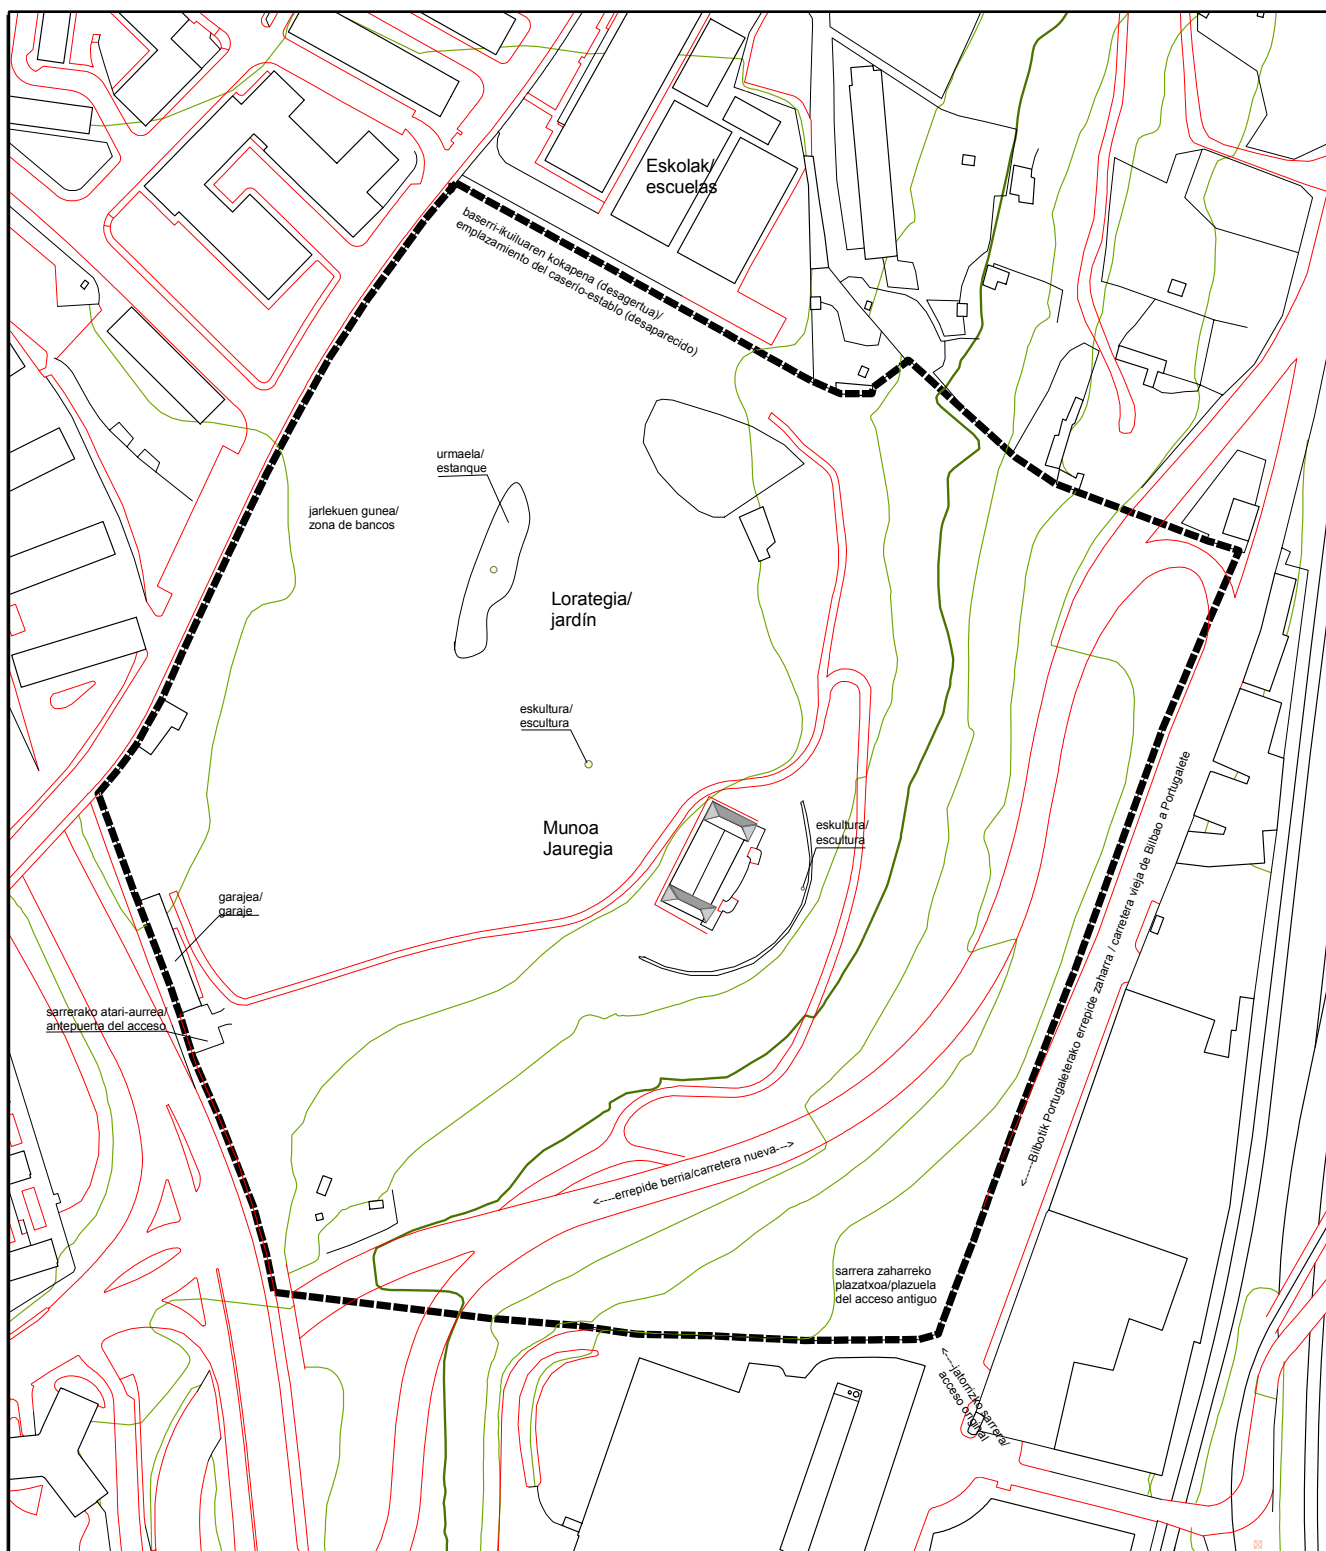 Eskolak/
escuelas
baserri-ikuiluaren kokapena (desagertua)/
emplazamiento del caserío-establo (desaparecido)
urmaela/
estanque
jarlekuen gunea/
zona de bancos
Lorategia/
jardín
eskultura/
escultura
Munoa
Jauregia
eskultura/
escultura
garajea/
garaje
sarrerako atari-aurrea/
antepuerta del acceso
<-----Bilbotik Portugaleterako errepide zaharra / carretera vieja de Bilbao a Portugalete
<----errepide berria/carretera nueva--->
sarrera zaharreko
plazatxoa/plazuela
del acceso antiguo
<----jatorrizko sarrera/
acceso original